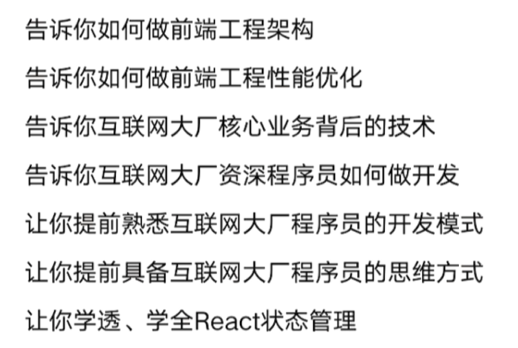 告诉你如何做前端工程架构
告诉你如何做前端工程性能优化
告诉你互联网大厂核心业务背后的技术
告诉你互联网大厂资深程序员如何做开发
让你提前熟悉互联网大厂程序员的开发模式
让你提前具备互联网大厂程序员的思维方式
让你学透、学全React状态管理